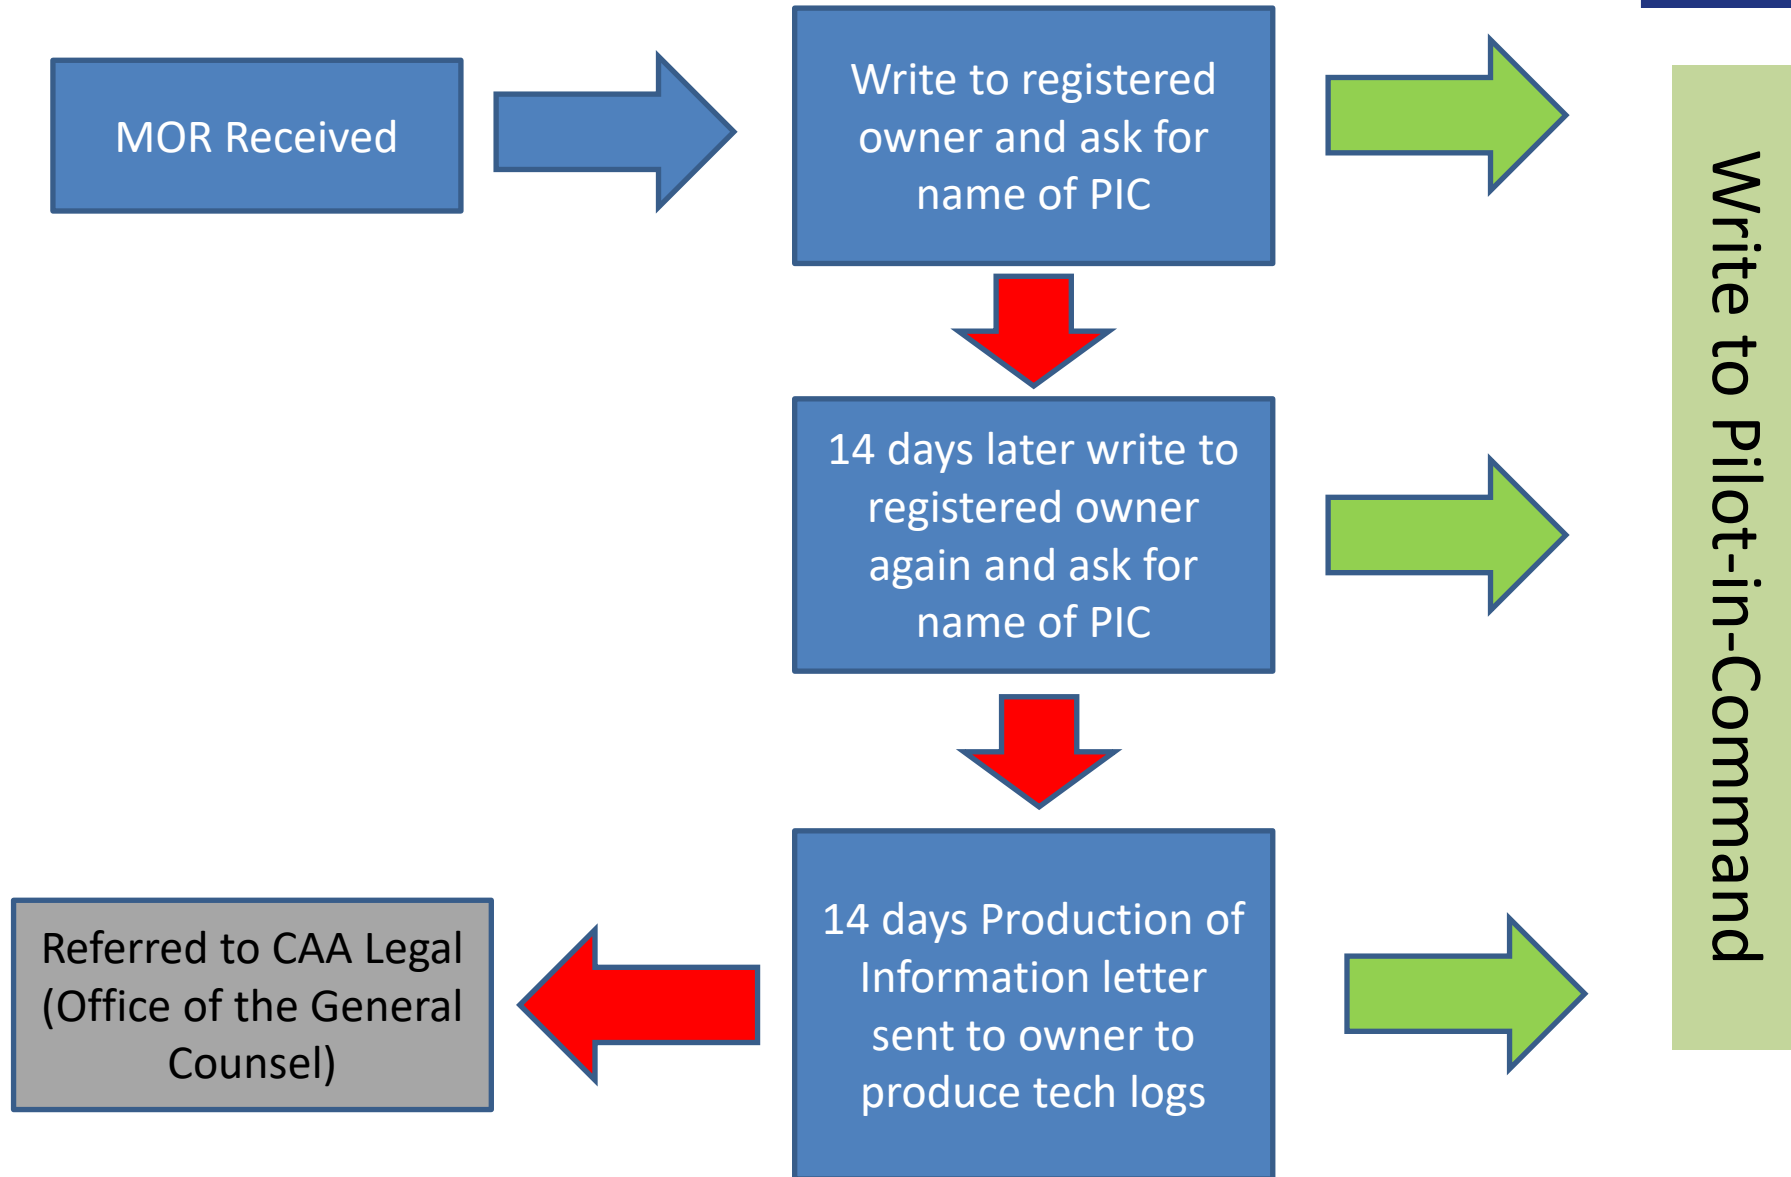 MOR Received
Write to registered
owner and ask for
name of PIC
14 days later write to
registered owner
again and ask for
name of PIC
14 days Production of
Information letter
sent to owner to
produce tech logs
Referred to CAA Legal
(Office of the General
Counsel)
Write to Pilot-in-Command